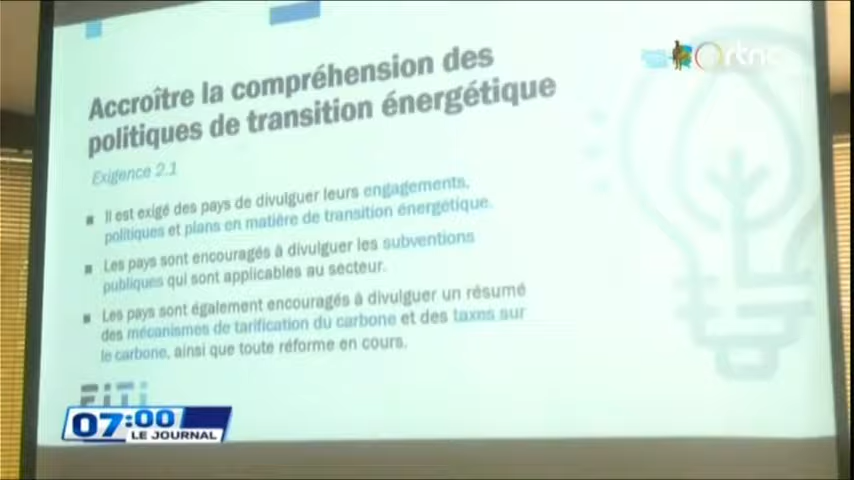 Accroître la compréhension des
politiques de transition énergétique
Exigence 2.1
Il est exigé des pays de divulguer leurs engagements,
politiques et plans en matière de transition énergétique.
Les pays sont encouragés à divulguer les subventions
publiques qui sont applicables au secteur.
Les pays sont également encouragés à divulguer un résumé
des mécanismes de tarification du carbone et des taxes sur
le carbone, ainsi que toute réforme en cours.
rtnc
EiTi
07:00
LE JOURNAL